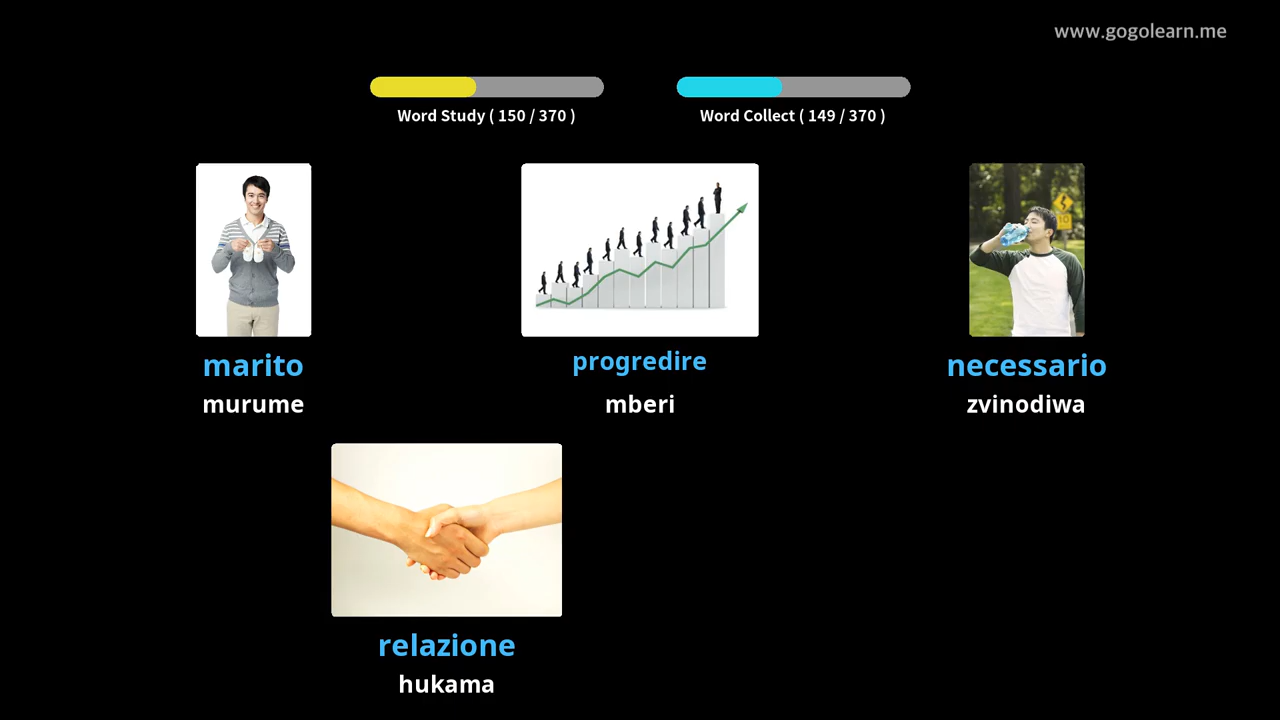 www.gogolearn.me
Word Study ( 150 / 370 )
Word Collect ( 149 / 370 )
marito
murume
progredire
mberi
necessario
zvinodiwa
relazione
hukama